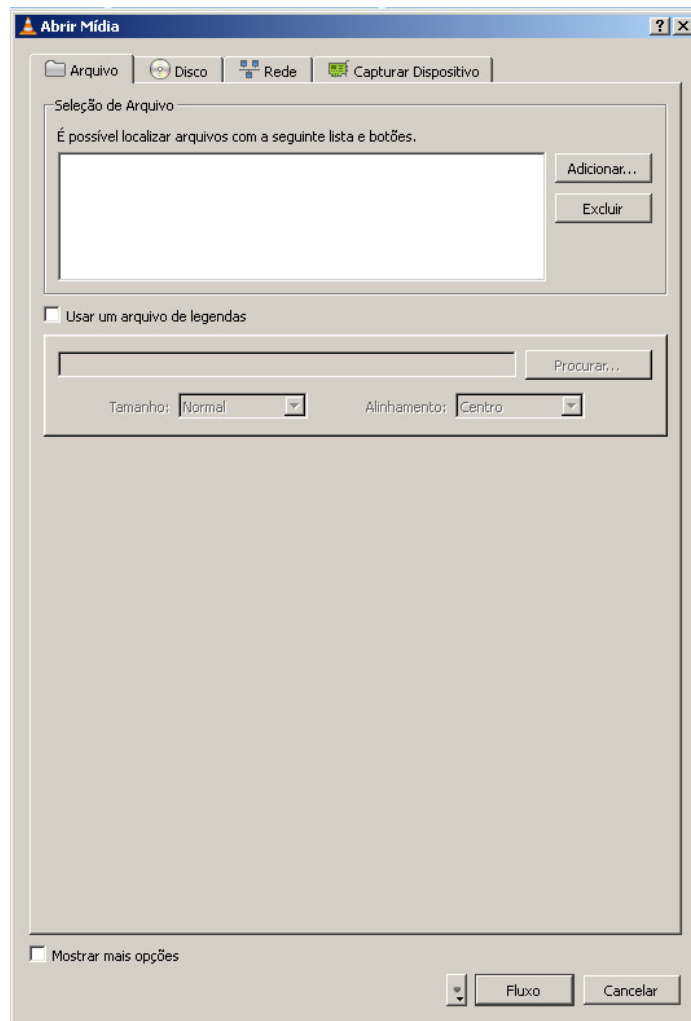 Abrir Mídia
Arquivo Disco Rede Capturar Dispositivo
Seleção de Arquivo
É possível localizar arquivos com a seguinte lista e botões.
Adicionar...
Excluir
Usar um arquivo de legendas
Procurar...
Tamanho: Normal Alinhamento: Centro
Mostrar mais opções
Fluxo Cancelar